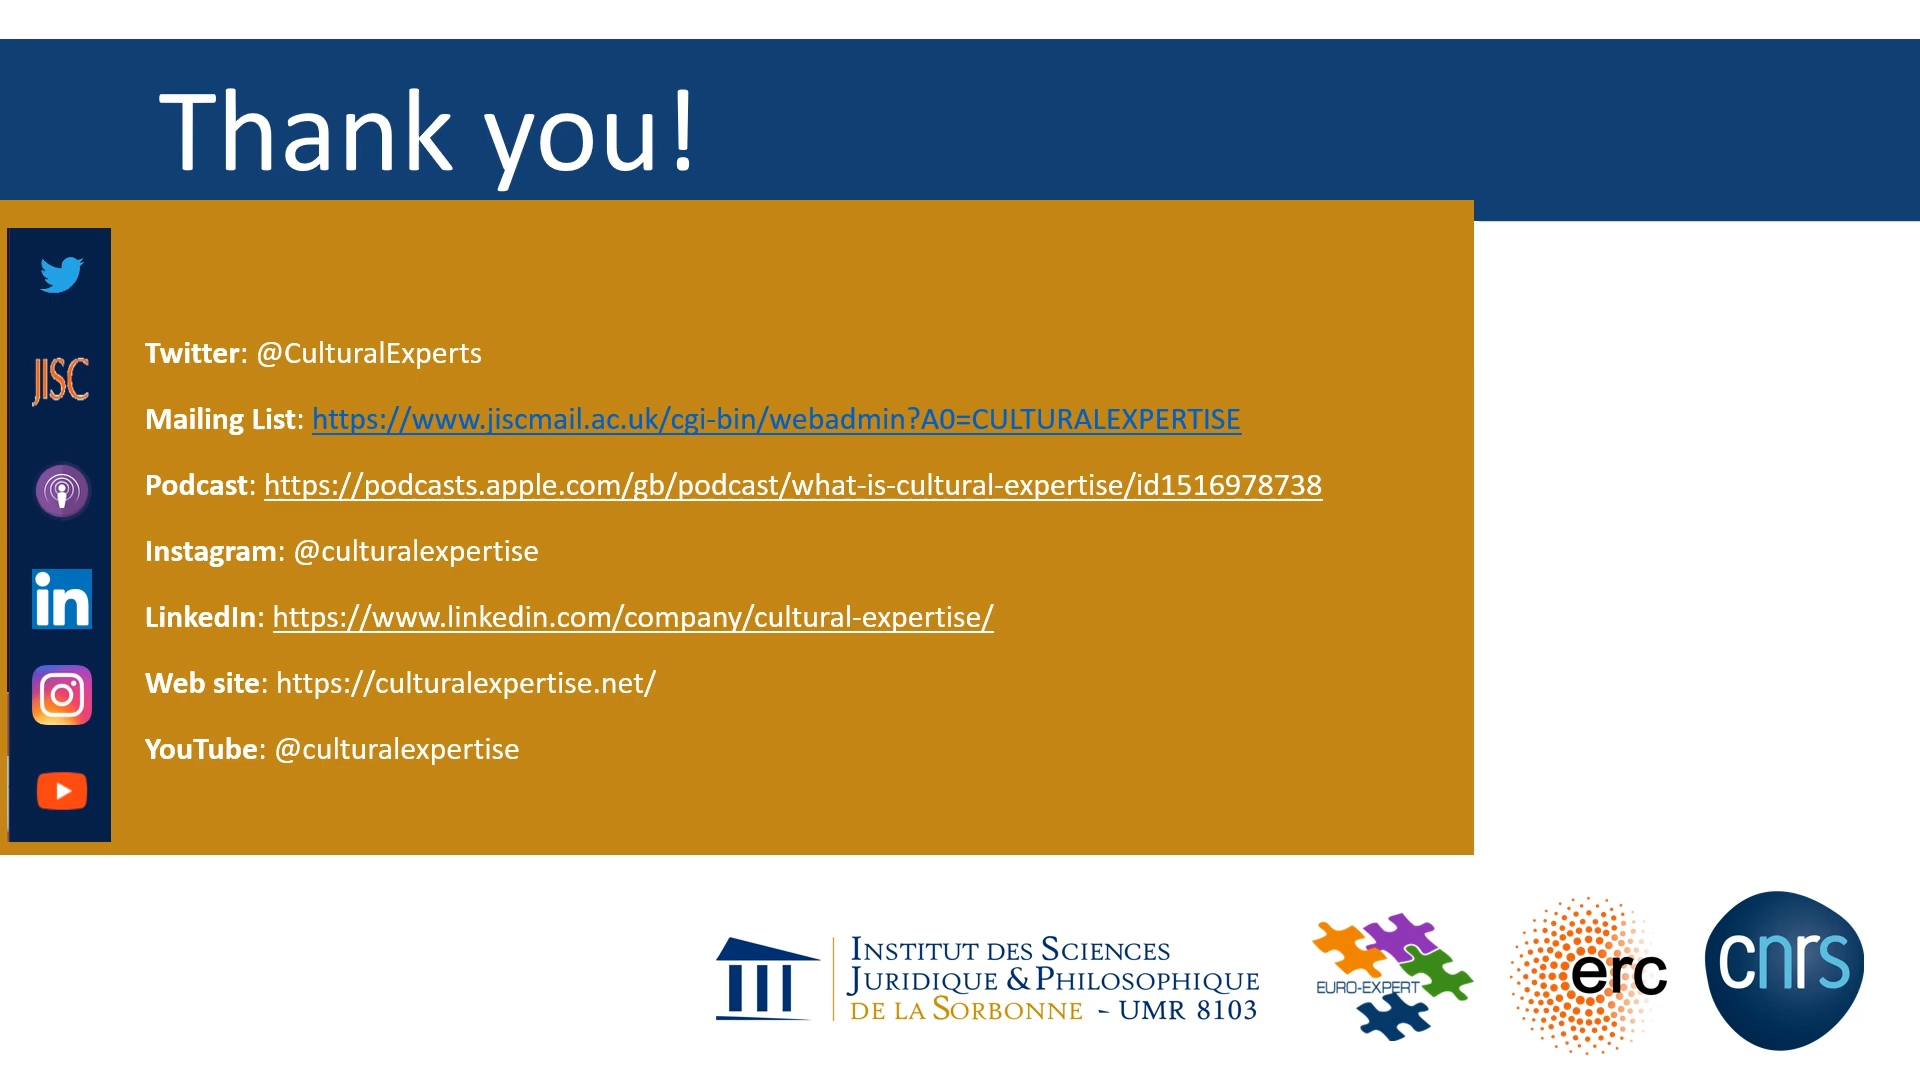 Thank you!
Twitter: @CulturalExperts
JISC
Mailing List: https://www.jiscmail.ac.uk/cgi-bin/webadmin?A0=CULTURALEXPERTISE
Podcast: https://podcasts.apple.com/gb/podcast/what-is-cultural-expertise/id1516978738
Instagram: @culturalexpertise
in
LinkedIn: https://www.linkedin.com/company/cultural-expertise/
Web site: https://culturalexpertise.net/
YouTube: @culturalexpertise
INSTITUT DES SCIENCES
JURIDIQUE & PHILOSOPHIQUE
DE LA SORBONNE - UMR 8103
EURO-EXPERT
erc
cnrs